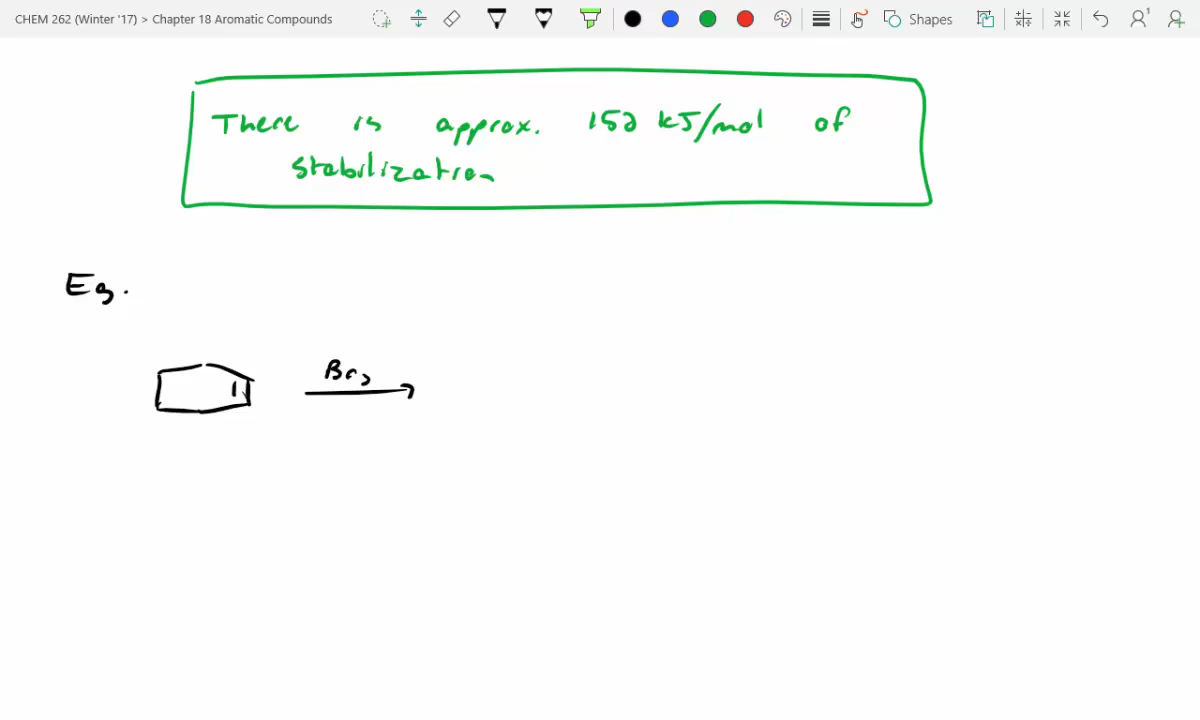 CHEM 262 (Winter '17) > Chapter 18 Aromatic Compounds
Shapes
There is approx. 152 kJ/mol of
stabilization
Eg.
Br2